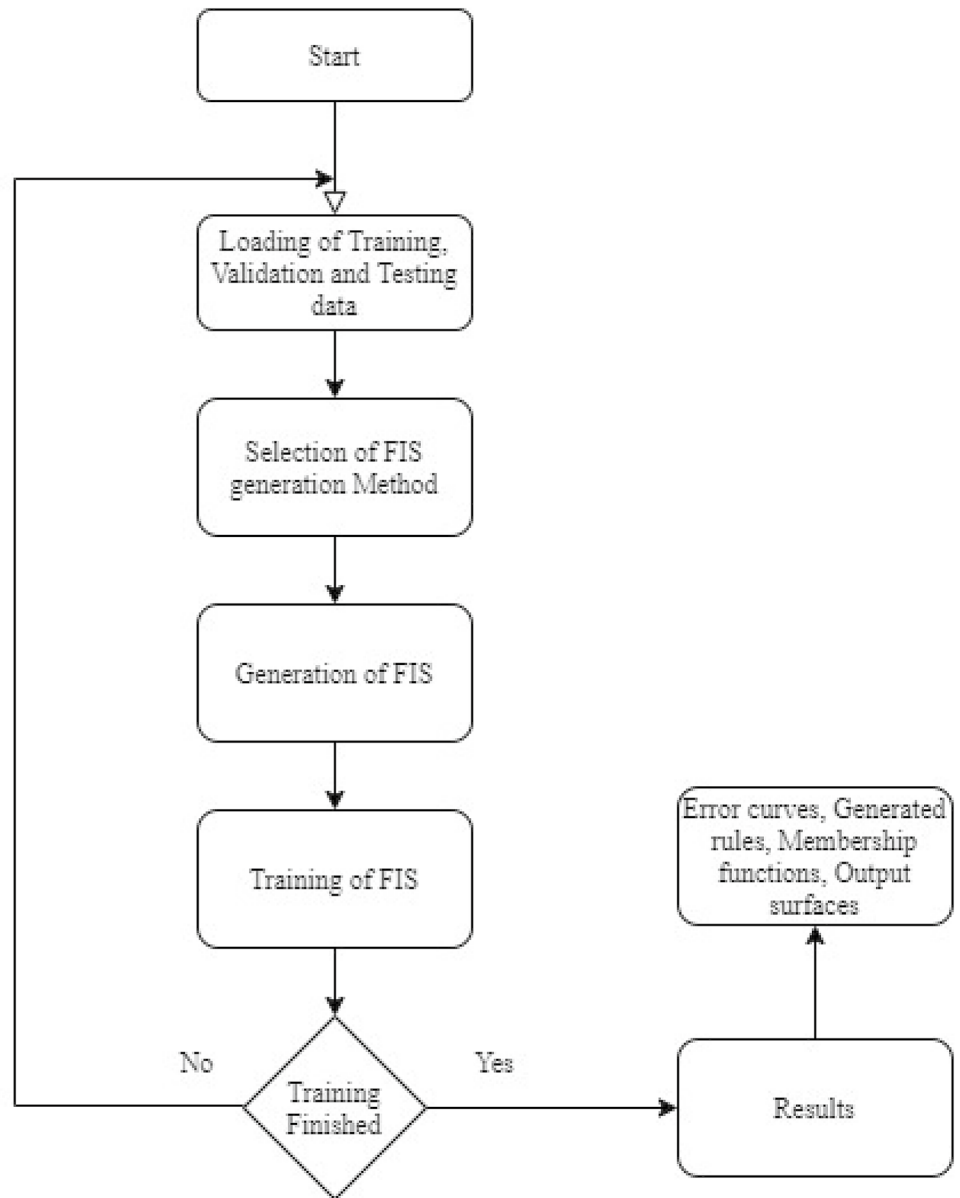 Start
Loading of Training,
Validation and Testing
data
Selection of FIS
generation Method
Generation of FIS
Training of FIS
Training
Finished
No
Yes
Results
Error curves, Generated
rules, Membership
functions, Output
surfaces